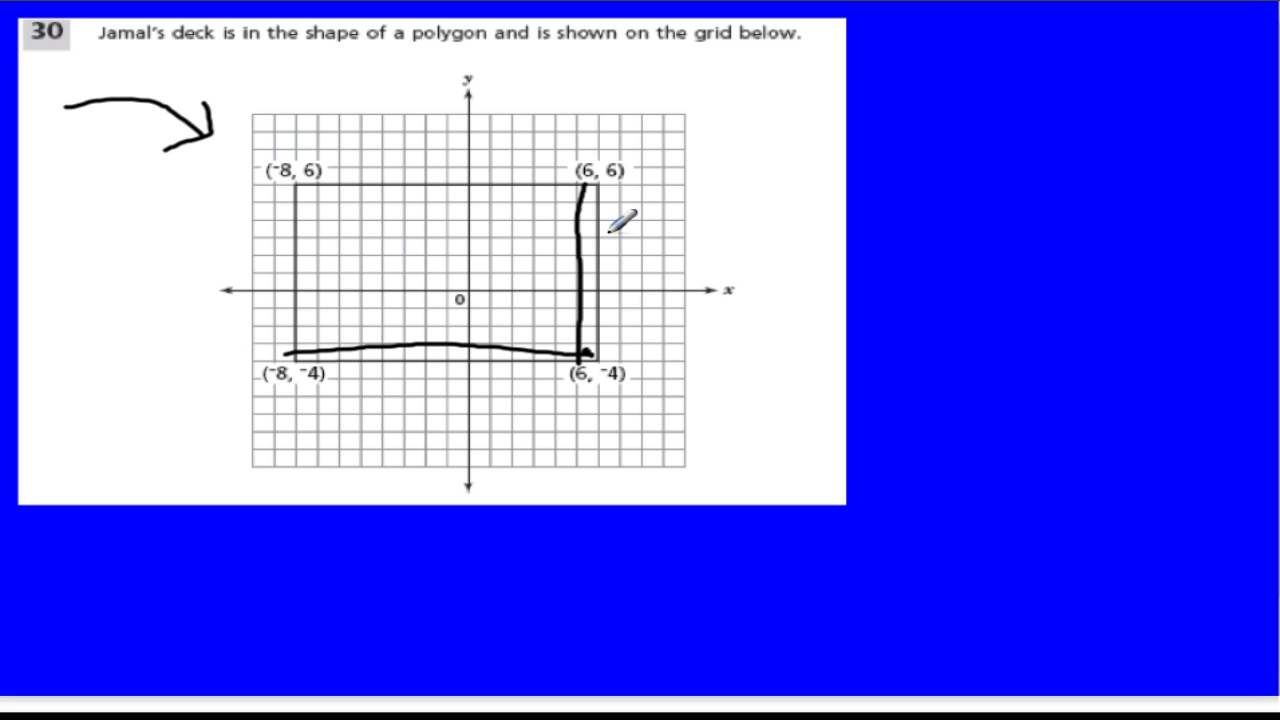 30 Jamal's deck is in the shape of a polygon and is shown on the grid below.
y
(⁻8, 6) (6, 6)
0 x
(⁻8, ⁻4) (6, ⁻4)